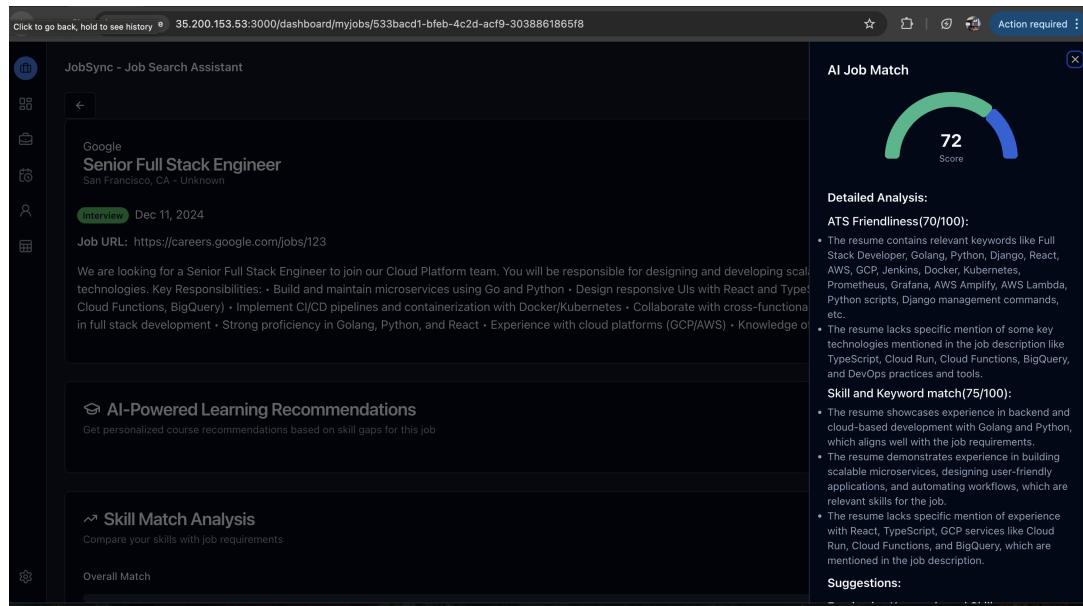 Click to go back, hold to see history
35.200.153.53:3000/dashboard/myjobs/533bacd1-bfeb-4c2d-acf9-3038861865f8
Action required
JobSync - Job Search Assistant
Google
Senior Full Stack Engineer
San Francisco, CA - Unknown
Interview Dec 11, 2024
Job URL: https://careers.google.com/jobs/123
We are looking for a Senior Full Stack Engineer to join our Cloud Platform team. You will be responsible for designing and developing scal
technologies. Key Responsibilities: • Build and maintain microservices using Go and Python • Design responsive UIs with React and Type
Cloud Functions, BigQuery) • Implement CI/CD pipelines and containerization with Docker/Kubernetes • Collaborate with cross-functiona
in full stack development • Strong proficiency in Golang, Python, and React • Experience with cloud platforms (GCP/AWS) • Knowledge o
AI-Powered Learning Recommendations
Get personalized course recommendations based on skill gaps for this job
Skill Match Analysis
Compare your skills with job requirements
Overall Match
AI Job Match
72
Score
Detailed Analysis:
ATS Friendliness(70/100):
• The resume contains relevant keywords like Full
Stack Developer, Golang, Python, Django, React,
AWS, GCP, Jenkins, Docker, Kubernetes,
Prometheus, Grafana, AWS Amplify, AWS Lambda,
Python scripts, Django management commands,
etc.
• The resume lacks specific mention of some key
technologies mentioned in the job description like
TypeScript, Cloud Run, Cloud Functions, BigQuery,
and DevOps practices and tools.
Skill and Keyword match(75/100):
• The resume showcases experience in backend and
cloud-based development with Golang and Python,
which aligns well with the job requirements.
• The resume demonstrates experience in building
scalable microservices, designing user-friendly
applications, and automating workflows, which are
relevant skills for the job.
• The resume lacks specific mention of experience
with React, TypeScript, GCP services like Cloud
Run, Cloud Functions, and BigQuery, which are
mentioned in the job description.
Suggestions: